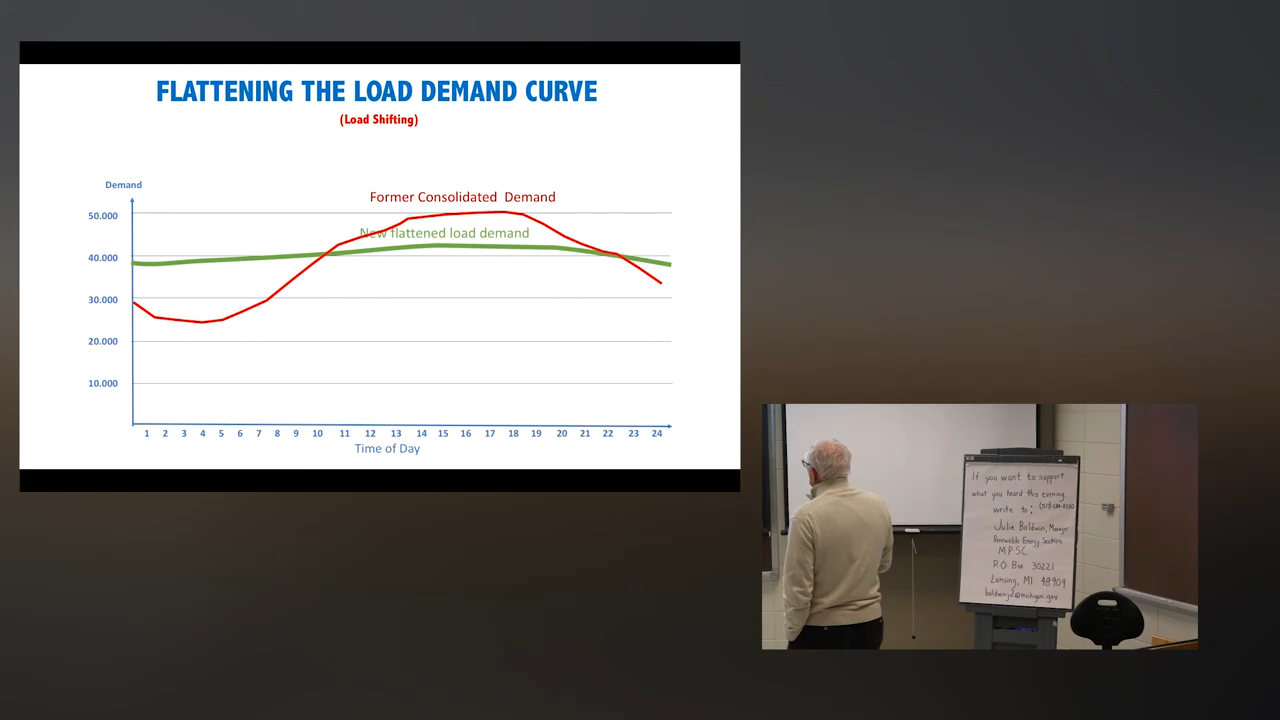 FLATTENING THE LOAD DEMAND CURVE
(Load Shifting)
Demand
Former Consolidated Demand
New flattened load demand
50.000
40.000
30.000
20.000
10.000
1 2 3 4 5 6 7 8 9 10 11 12 13 14 15 16 17 18 19 20 21 22 23 24
Time of Day
If you want to support
what you heard this evening,
write to:
Julie Baldwin, Manager
Renewable Energy Section
MPSC
P.O Box 30221
Lansing, MI 48909
baldwinj2@michigan.gov